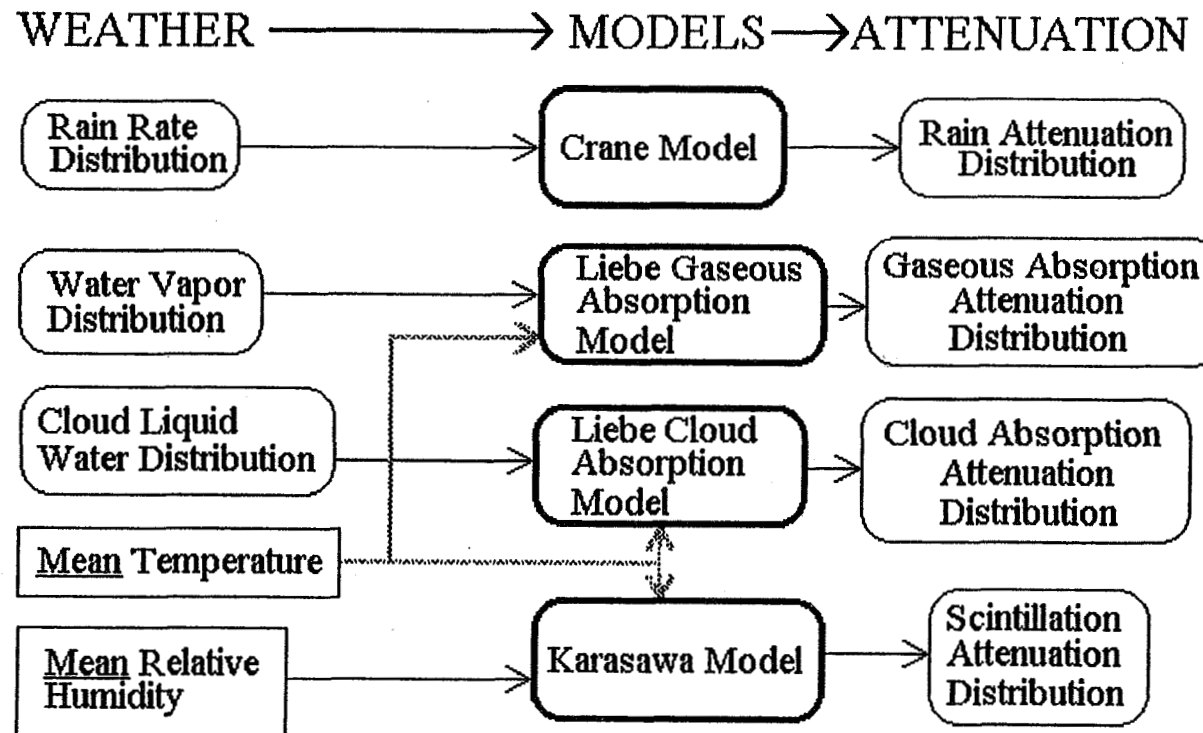 WEATHER MODELS ATTENUATION
Rain Rate
Distribution
Crane Model
Rain Attenuation
Distribution
Water Vapor
Distribution
Liebe Gaseous
Absorption
Model
Gaseous Absorption
Attenuation
Distribution
Cloud Liquid
Water Distribution
Liebe Cloud
Absorption
Model
Cloud Absorption
Attenuation
Distribution
Mean Temperature
Mean Relative
Humidity
Karasawa Model
Scintillation
Attenuation
Distribution